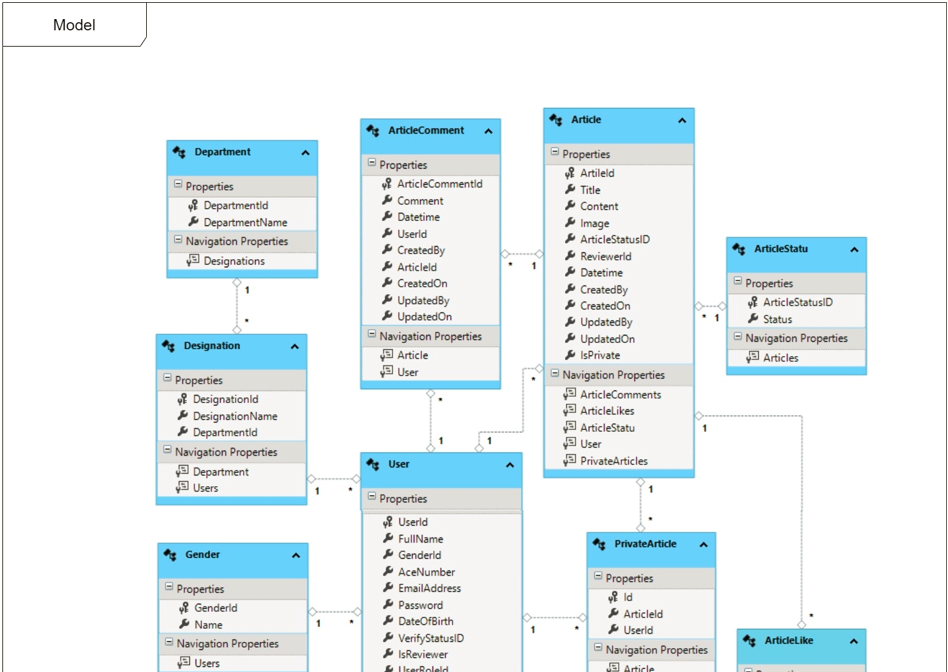 Model
Department
Properties
DepartmentId
DepartmentName
Navigation Properties
Designations
1
*
Designation
Properties
DesignationId
DesignationName
DepartmentId
Navigation Properties
Department
Users
1
*
Gender
Properties
GenderId
Name
Navigation Properties
Users
1
*
ArticleComment
Properties
ArticleCommentId
Comment
Datetime
UserId
CreatedBy
ArticleId
CreatedOn
UpdatedBy
UpdatedOn
Navigation Properties
Article
User
*
1
*
1
User
Properties
UserId
FullName
GenderId
AceNumber
EmailAddress
Password
DateOfBirth
VerifyStatusID
IsReviewer
UserRoleId
1
*
Article
Properties
ArtileId
Title
Content
Image
ArticleStatusID
ReviewerId
Datetime
CreatedBy
CreatedOn
UpdatedBy
UpdatedOn
IsPrivate
Navigation Properties
ArticleComments
ArticleLikes
ArticleStatu
User
PrivateArticles
*
1
*
1
1
*
1
*
PrivateArticle
Properties
Id
ArticleId
UserId
Navigation Properties
Article
ArticleStatu
Properties
ArticleStatusID
Status
Navigation Properties
Articles
ArticleLike